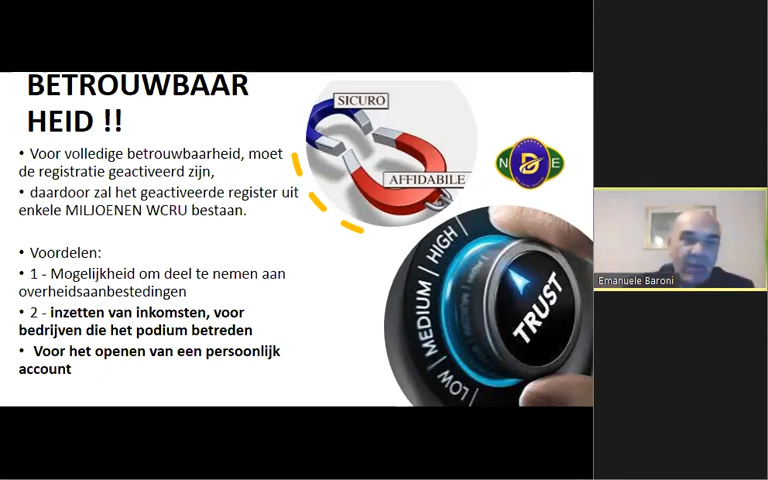 BETROUWBAAR
HEID !!
• Voor volledige betrouwbaarheid, moet
de registratie geactiveerd zijn,
• daardoor zal het geactiveerde register uit
enkele MILJOENEN WCRU bestaan.
• Voordelen:
• 1 - Mogelijkheid om deel te nemen aan
overheidsaanbestedingen
• 2 - inzetten van inkomsten, voor
bedrijven die het podium betreden
• Voor het openen van een persoonlijk
account
SICURO
AFFIDABILE
N D E
LOW | MEDIUM | HIGH |
TRUST
Emanuele Baroni